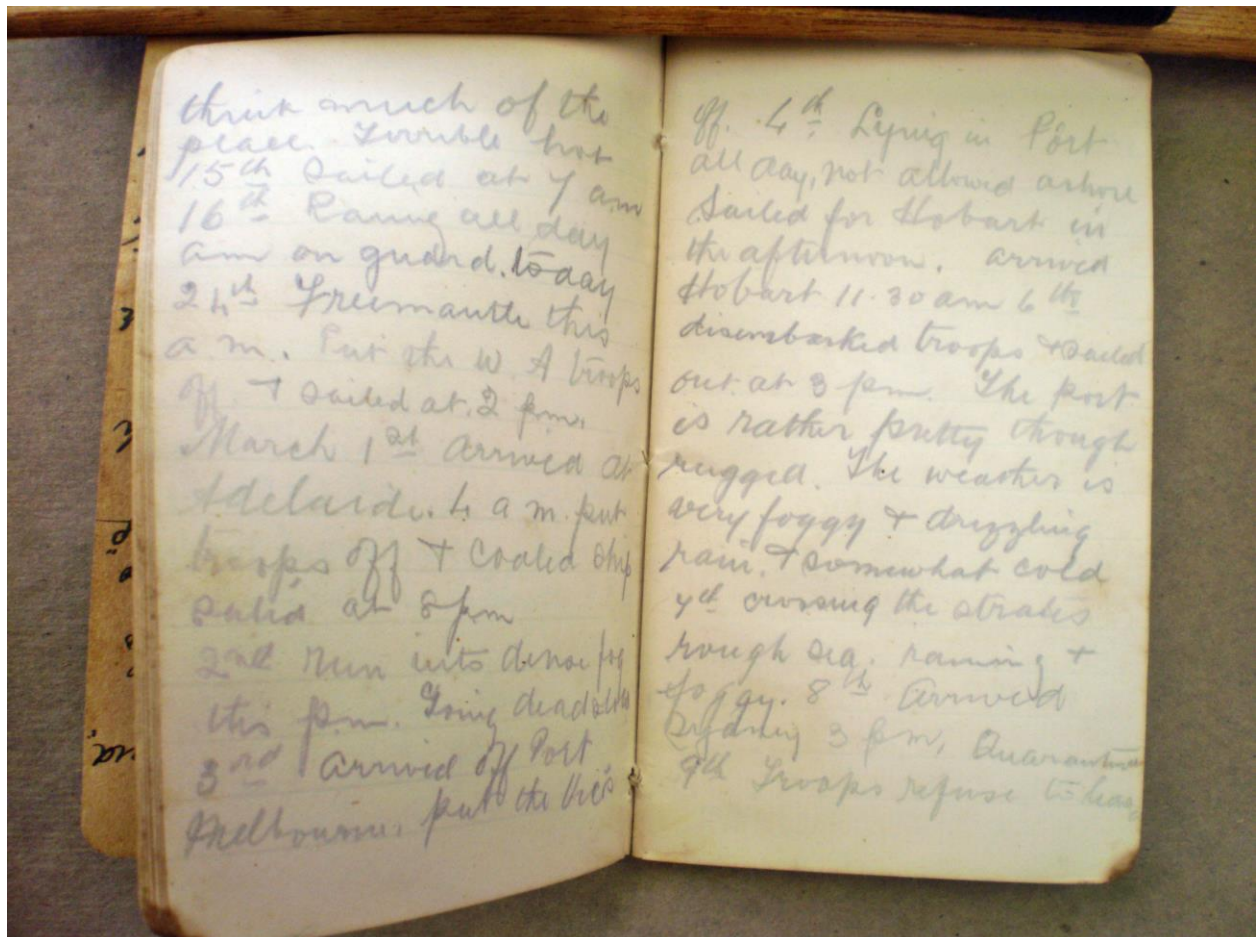 think much of the
place. Terrible hot
15th Sailed at 7 am
16th Raning all day
am on guard. today
24th Freemantle this
a.m. Put the W. A troops
off. + sailed at 2 pm.
March 1st arrived at
Adelaide. 4 a m. put
troops off + coaled ship
sailed at 8 pm
2nd Run into dense fog
this p.m. Going dead slow
3rd Arrived off Port
Melbourne, put the Vic's
off. 4th Lying in Port
all day, not allowed ashore
Sailed for Hobart in
the afternoon. arrived
Hobart 11.30 am 6th
disembarked troops + sailed
out at 3 pm. The port
is rather pretty though
rugged. The weather is
very foggy + drizzling
rain. + somewhat cold
7th crossing the strates
rough sea. raining +
foggy. 8th Arrived
Sydney 3 pm, Quarantine
9th Troops refuse to